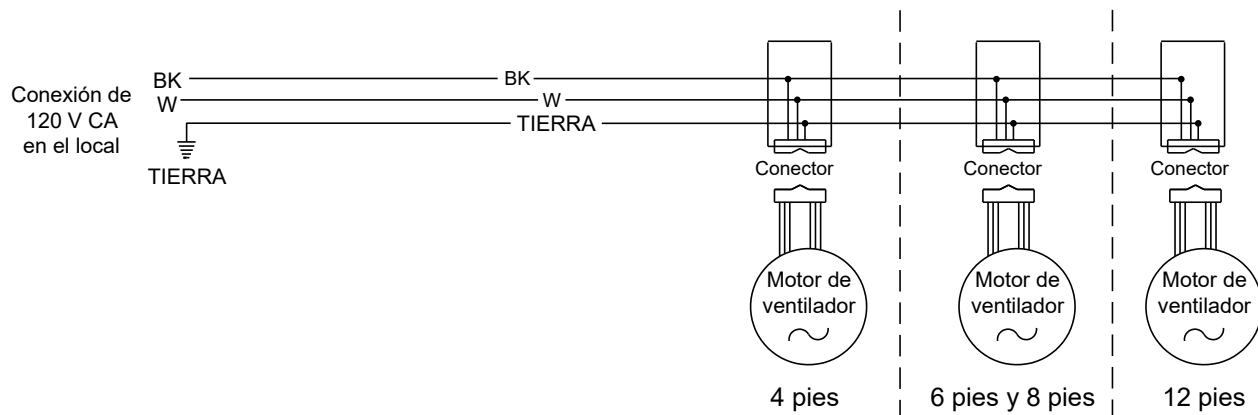 Conexión de
120 V CA
en el local
BK
W
TIERRA
BK
W
TIERRA
Conector
Conector
Conector
Motor de
ventilador
Motor de
ventilador
Motor de
ventilador
4 pies
6 pies y 8 pies
12 pies